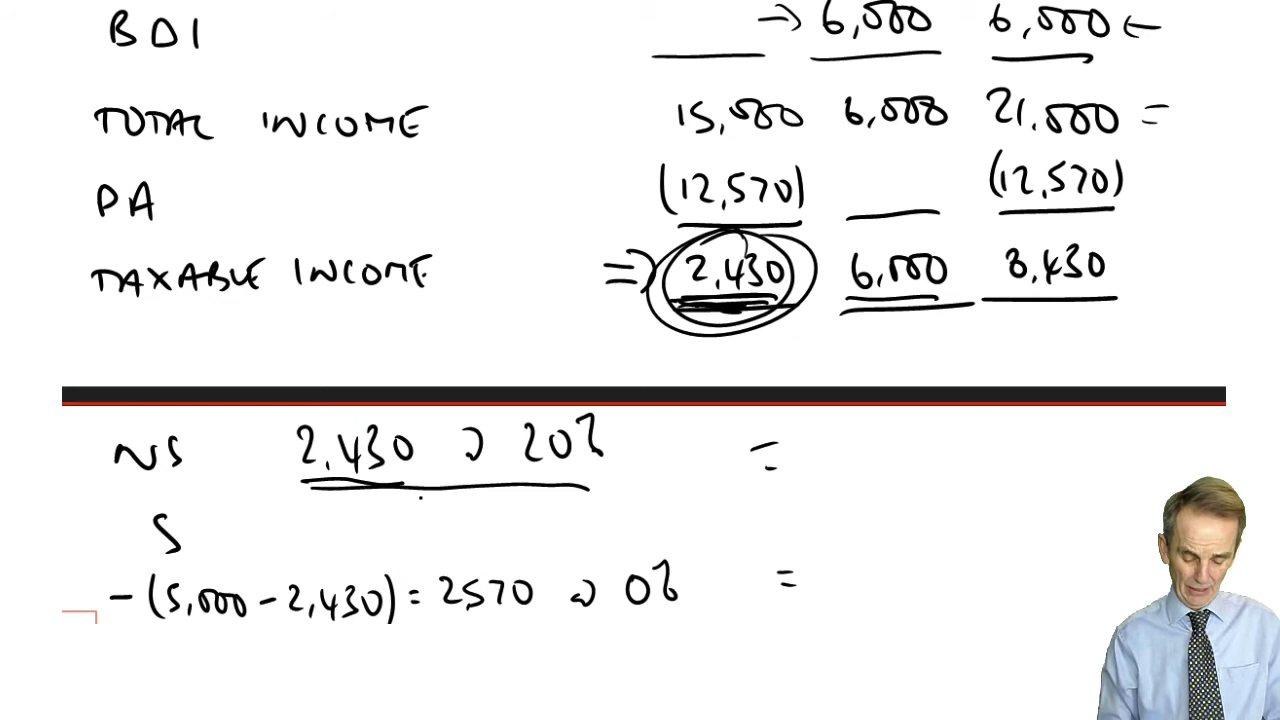 BDI → 6,000 6,000 ←
TOTAL INCOME 15,000 6,000 21,000 =
PA (12,570) (12,570)
TAXABLE INCOME ⇒ 2,430 6,000 8,430
NS 2,430 @ 20% =
S
- (5,000 - 2,430) = 2570 @ 0% =